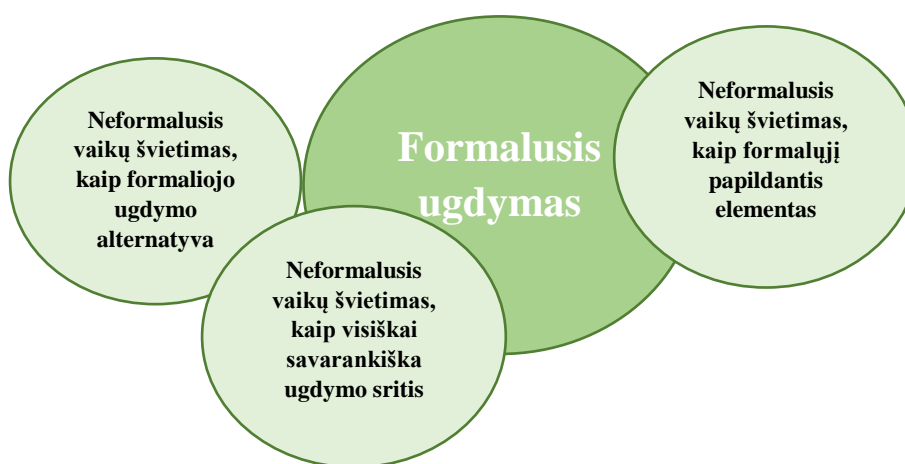 Neformalusis
vaikų švietimas,
kaip formaliojo
ugdymo
alternatyva
Formalusis
ugdymas
Neformalusis
vaikų švietimas,
kaip formalųjį
papildantis
elementas
Neformalusis
vaikų švietimas,
kaip visiškai
savarankiška
ugdymo sritis